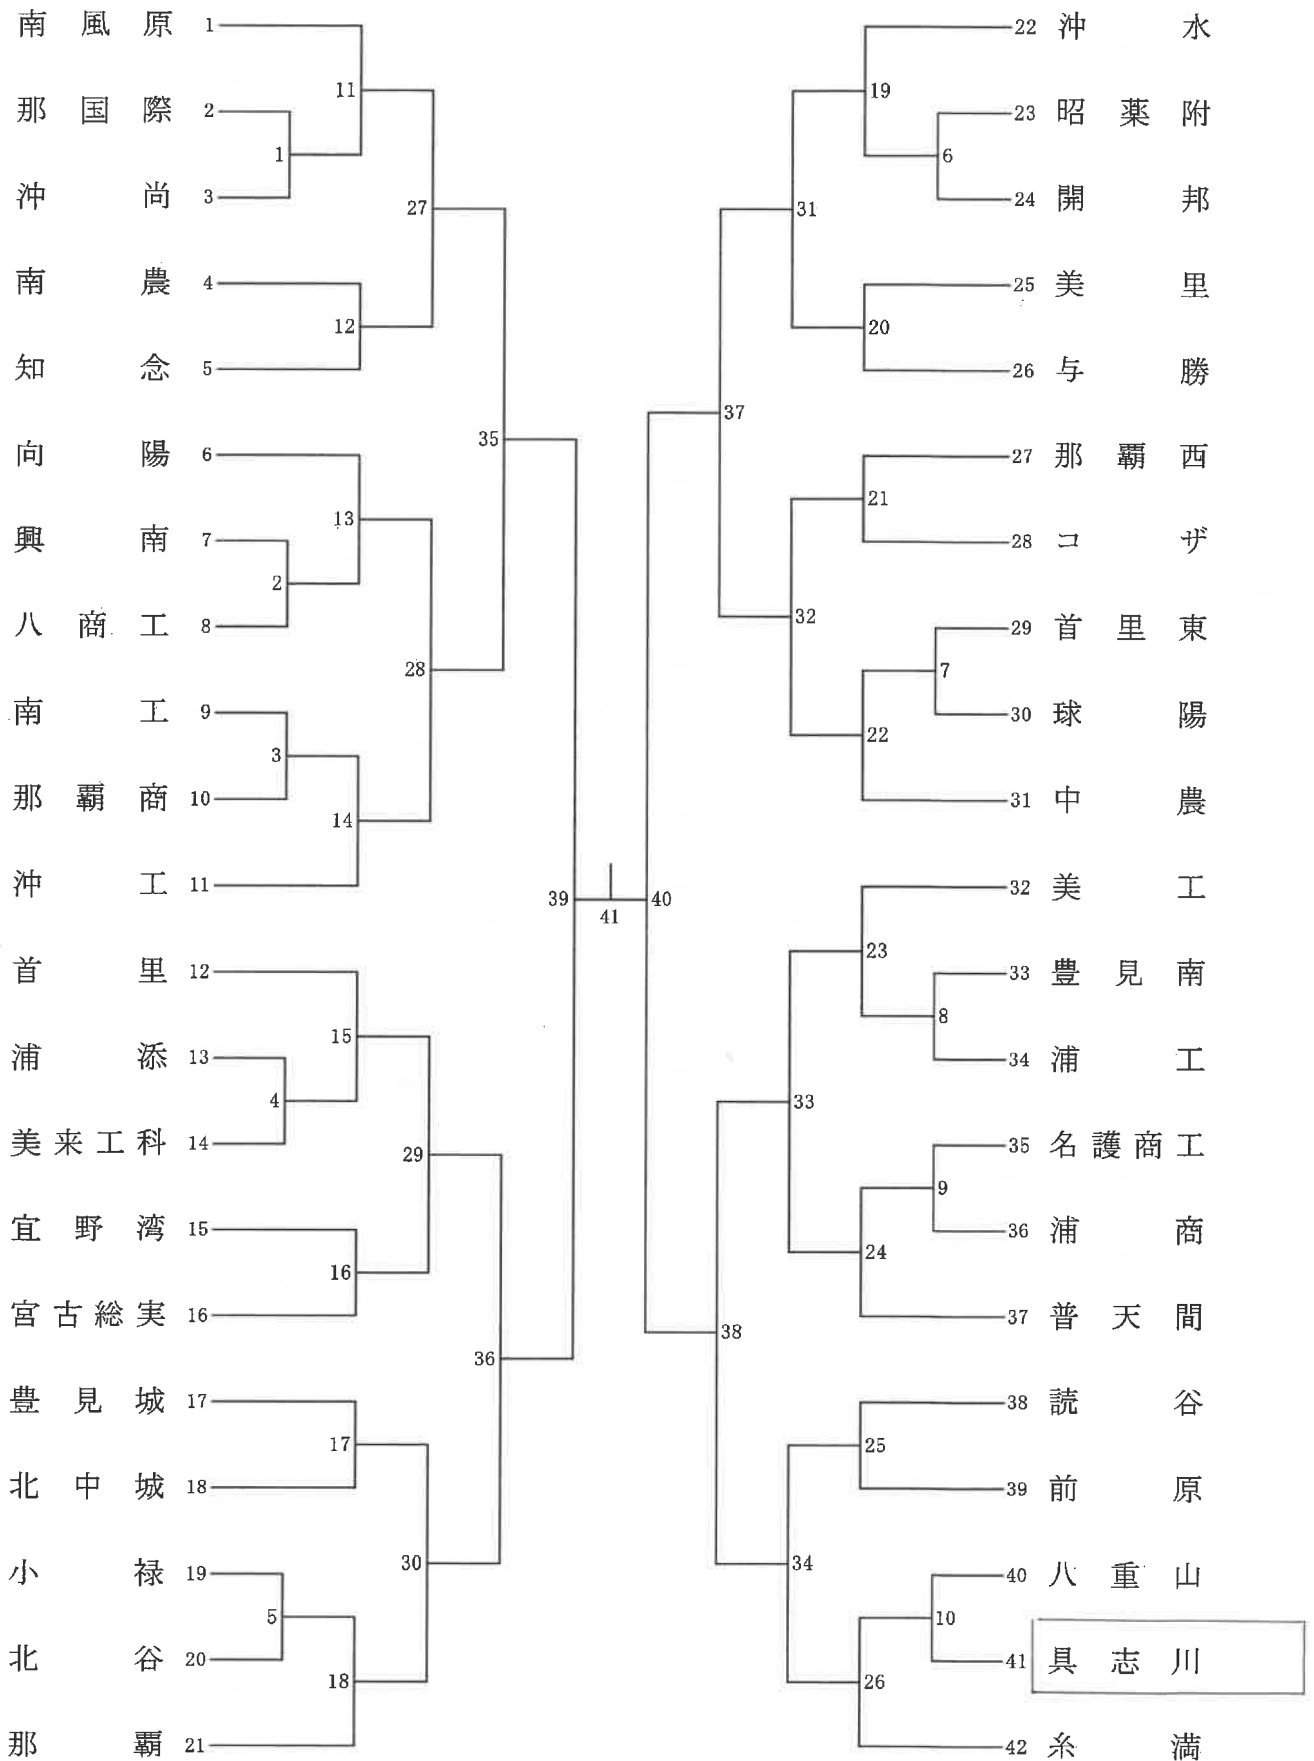 南風原 1
那国際 2
沖尚 3
南農 4
知念 5
向陽 6
興南 7
八商工 8
南工 9
那覇商 10
沖工 11
首里 12
浦添 13
美来工科 14
宜野湾 15
宮古総実 16
豊見城 17
北中城 18
小禄 19
北谷 20
那覇 21
1
2
3
4
5
11
12
13
14
15
16
17
18
27
28
29
30
35
36
39
41
40
37
38
31
32
33
34
19
20
21
22
23
24
25
26
6
7
8
9
10
22 沖水
23 昭薬附
24 開邦
25 美里
26 与勝
27 那覇西
28 コザ
29 首里東
30 球陽
31 中農
32 美工
33 豊見南
34 浦工
35 名護商工
36 浦商
37 普天間
38 読谷
39 前原
40 八重山
41 具志川
42 糸満